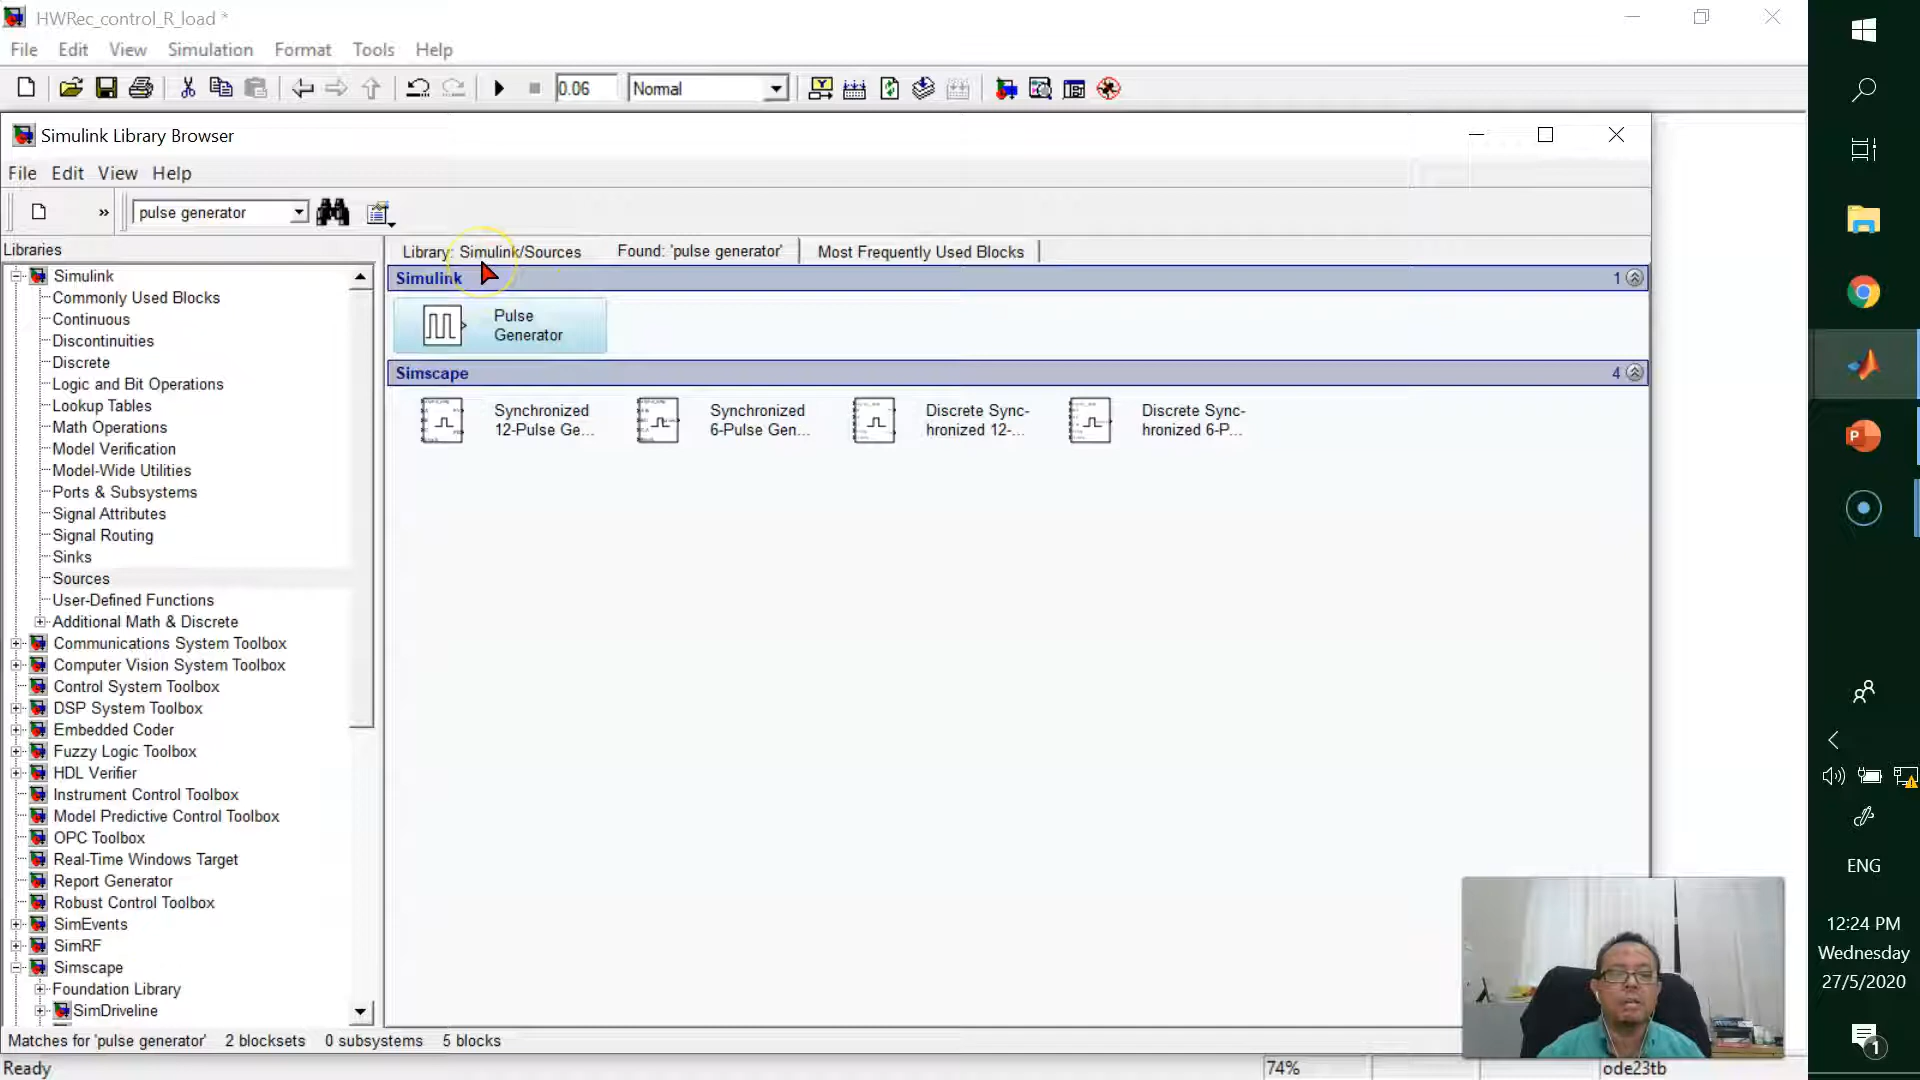 HWRec_control_R_load *
File Edit View Simulation Format Tools Help
0.06 Normal
Simulink Library Browser
File Edit View Help
» pulse generator
Libraries
Library: Simulink/Sources Found: 'pulse generator' Most Frequently Used Blocks
Simulink 1
Pulse
Generator
Simscape 4
Synchronized
12-Pulse Ge...
Synchronized
6-Pulse Gen...
Discrete Sync-
hronized 12-...
Discrete Sync-
hronized 6-P...
Simulink
Commonly Used Blocks
Continuous
Discontinuities
Discrete
Logic and Bit Operations
Lookup Tables
Math Operations
Model Verification
Model-Wide Utilities
Ports & Subsystems
Signal Attributes
Signal Routing
Sinks
Sources
User-Defined Functions
Additional Math & Discrete
Communications System Toolbox
Computer Vision System Toolbox
Control System Toolbox
DSP System Toolbox
Embedded Coder
Fuzzy Logic Toolbox
HDL Verifier
Instrument Control Toolbox
Model Predictive Control Toolbox
OPC Toolbox
Real-Time Windows Target
Report Generator
Robust Control Toolbox
SimEvents
SimRF
Simscape
Foundation Library
SimDriveline
Matches for 'pulse generator' 2 blocksets 0 subsystems 5 blocks
Ready 74% ode23tb
ENG
12:24 PM
Wednesday
27/5/2020
1